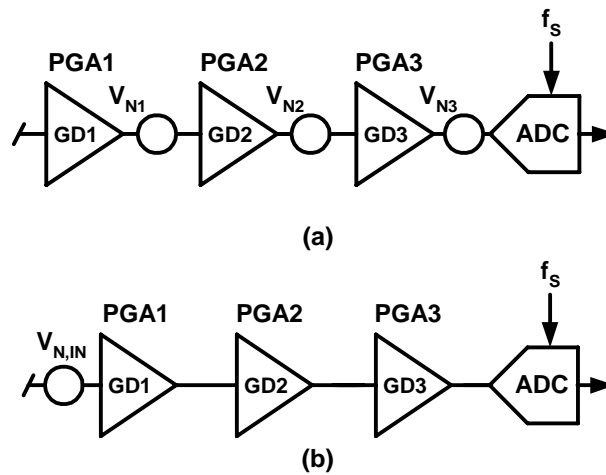 f_S
PGA1 PGA2 PGA3
V_N1 V_N2 V_N3
GD1 GD2 GD3 ADC
(a)
f_S
PGA1 PGA2 PGA3
V_N,IN
GD1 GD2 GD3 ADC
(b)